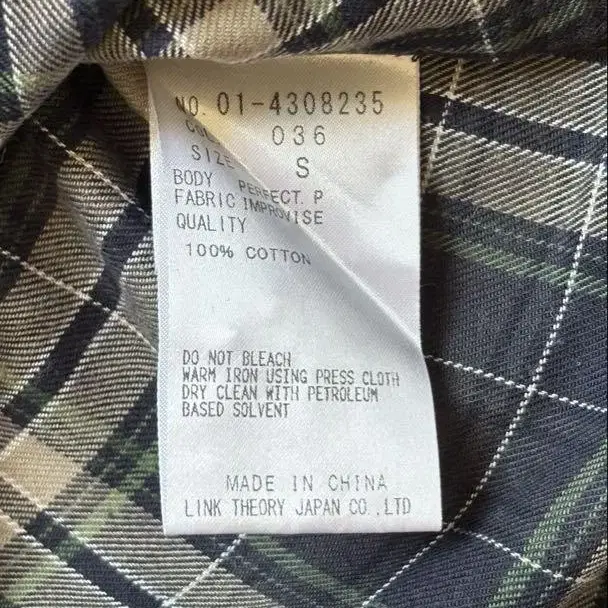 NO. 01-4308235
COL. 036
SIZE S
BODY PERFECT. P
FABRIC IMPROVISE
QUALITY
100% COTTON
DO NOT BLEACH
WARM IRON USING PRESS CLOTH
DRY CLEAN WITH PETROLEUM
BASED SOLVENT
MADE IN CHINA
LINK THEORY JAPAN CO.,LTD